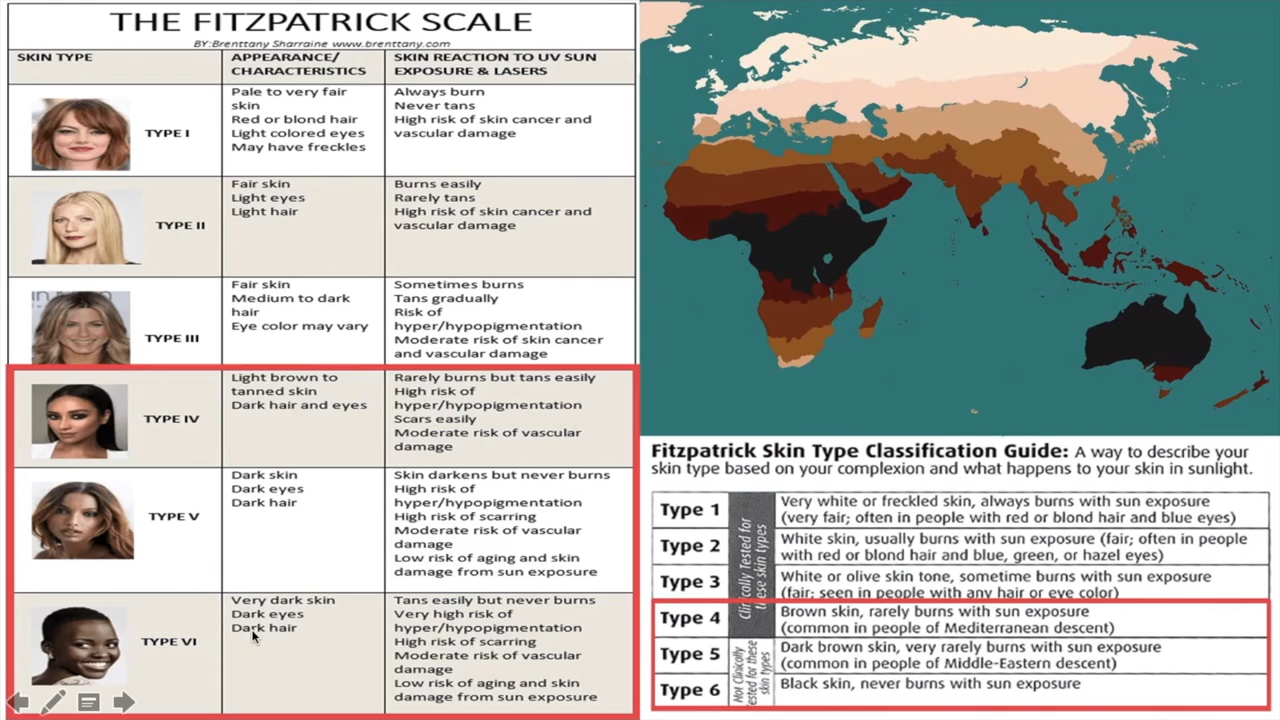 THE FITZPATRICK SCALE
BY:Brenttany Sharraine www.brenttany.com
SKIN TYPE
APPEARANCE/
CHARACTERISTICS
SKIN REACTION TO UV SUN
EXPOSURE & LASERS
TYPE I
Pale to very fair
skin
Red or blond hair
Light colored eyes
May have freckles
Always burn
Never tans
High risk of skin cancer and
vascular damage
TYPE II
Fair skin
Light eyes
Light hair
Burns easily
Rarely tans
High risk of skin cancer and
vascular damage
TYPE III
Fair skin
Medium to dark
hair
Eye color may vary
Sometimes burns
Tans gradually
Risk of
hyper/hypopigmentation
Moderate risk of skin cancer
and vascular damage
TYPE IV
Light brown to
tanned skin
Dark hair and eyes
Rarely burns but tans easily
High risk of
hyper/hypopigmentation
Scars easily
Moderate risk of vascular
damage
TYPE V
Dark skin
Dark eyes
Dark hair
Skin darkens but never burns
High risk of
hyper/hypopigmentation
High risk of scarring
Moderate risk of vascular
damage
Low risk of aging and skin
damage from sun exposure
TYPE VI
Very dark skin
Dark eyes
Dark hair
Tans easily but never burns
Very high risk of
hyper/hypopigmentation
High risk of scarring
Moderate risk of vascular
damage
Low risk of aging and skin
damage from sun exposure
Fitzpatrick Skin Type Classification Guide: A way to describe your
skin type based on your complexion and what happens to your skin in sunlight.
Clinically Tested for
these skin types
Type 1
Very white or freckled skin, always burns with sun exposure
(very fair; often in people with red or blond hair and blue eyes)
Type 2
White skin, usually burns with sun exposure (fair; often in people
with red or blond hair and blue, green, or hazel eyes)
Type 3
White or olive skin tone, sometime burns with sun exposure
(fair; seen in people with any hair or eye color)
Type 4
Brown skin, rarely burns with sun exposure
(common in people of Mediterranean descent)
Not Clinically
tested for these
skin types
Type 5
Dark brown skin, very rarely burns with sun exposure
(common in people of Middle-Eastern descent)
Type 6
Black skin, never burns with sun exposure